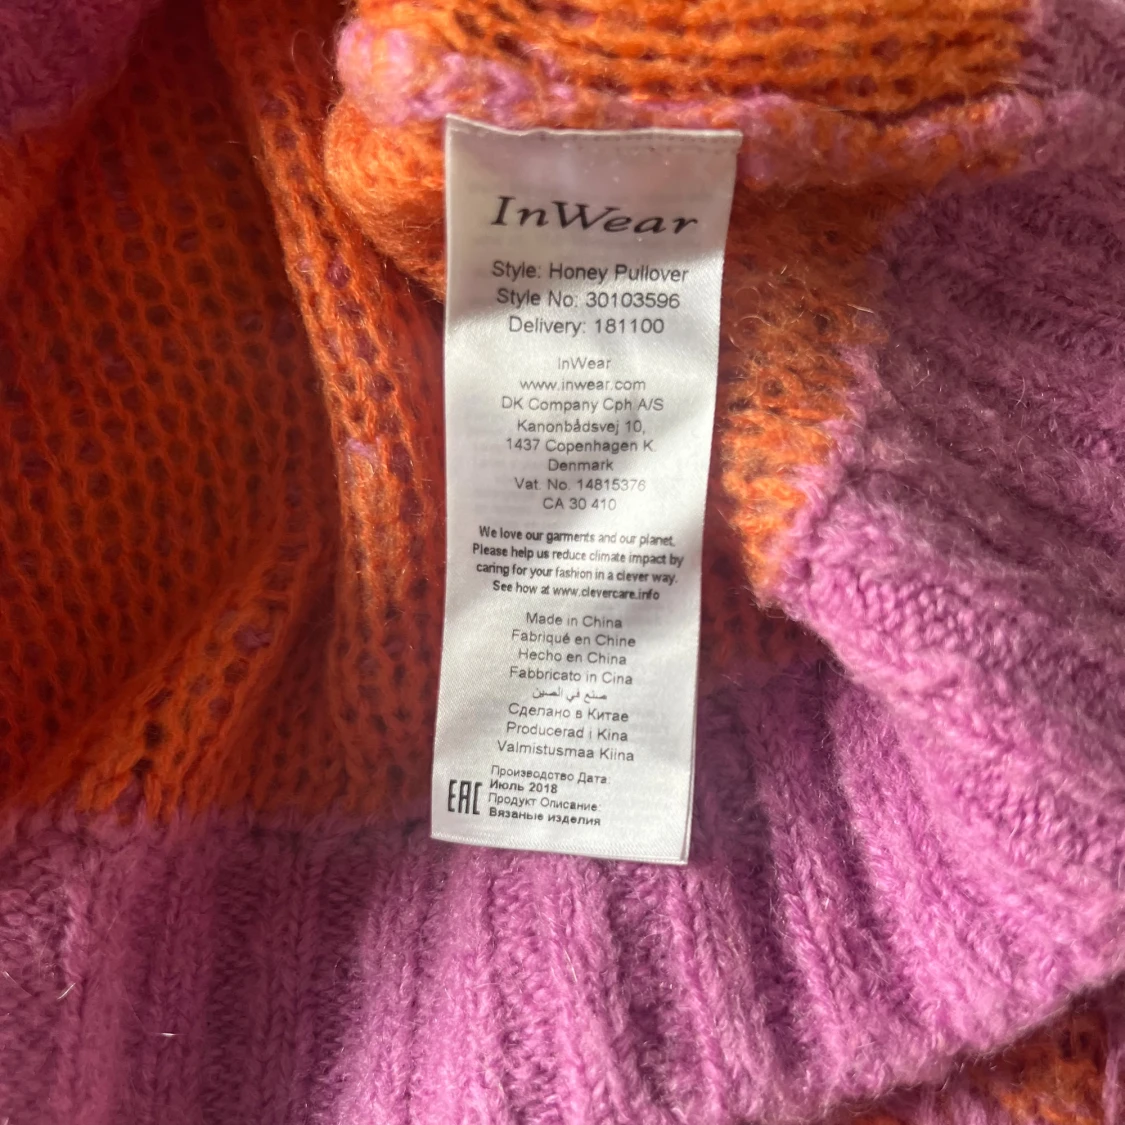 InWear
Style: Honey Pullover
Style No: 30103596
Delivery: 181100
InWear
www.inwear.com
DK Company Cph A/S
Kanonbådsvej 10,
1437 Copenhagen K.
Denmark
Vat. No. 14815376
CA 30 410
We love our garments and our planet.
Please help us reduce climate impact by
caring for your fashion in a clever way.
See how at www.clevercare.info
Made in China
Fabriqué en Chine
Hecho en China
Fabbricato in Cina
صنع في الصين
Сделано в Китае
Producerad i Kina
Valmistusmaa Kiina
Производство Дата:
Июль 2018
EAC
Продукт Описание:
Вязаные изделия